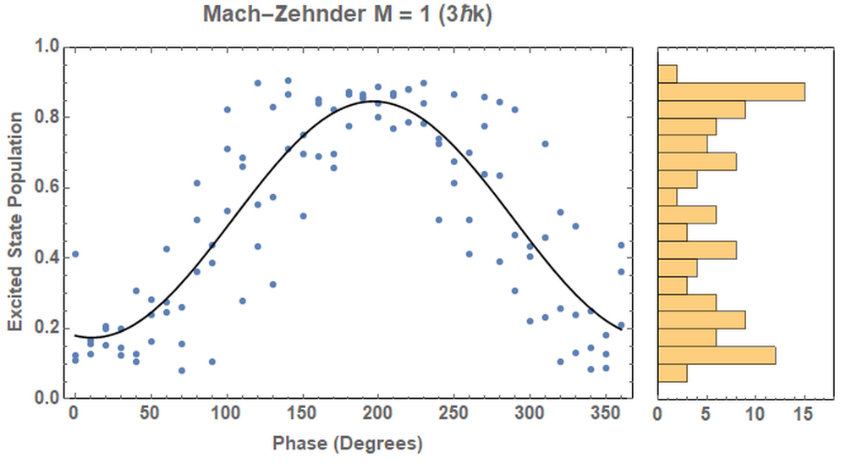 Mach–Zehnder M = 1 (3ℏk)
Excited State Population
1.0
0.8
0.6
0.4
0.2
0.0
0 50 100 150 200 250 300 350
Phase (Degrees)
0 5 10 15